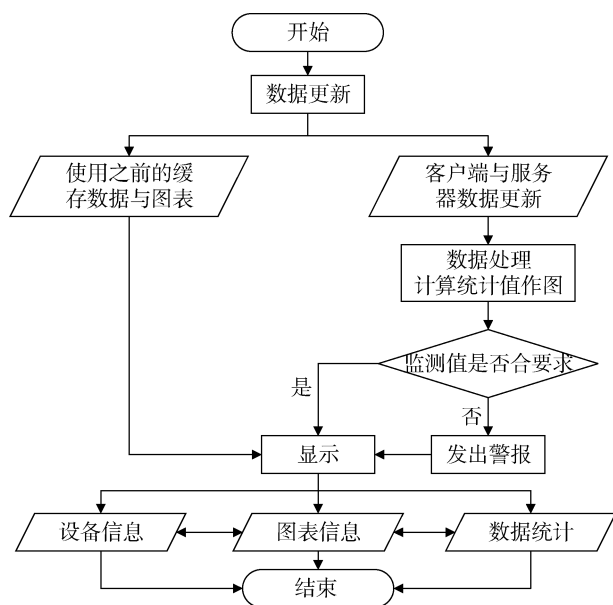 开始
数据更新
使用之前的缓
存数据与图表
客户端与服务
器数据更新
数据处理
计算统计值作图
监测值是否合要求
是
否
显示
发出警报
设备信息
图表信息
数据统计
结束